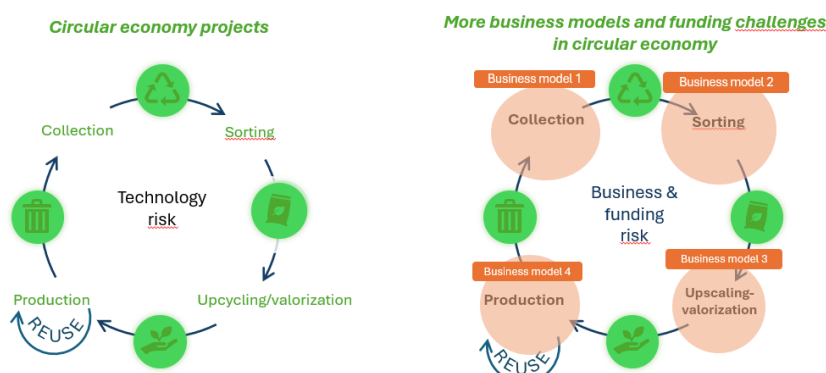 Circular economy projects
Collection
Sorting
Technology
risk
Production
Upcycling/valorization
REUSE
More business models and funding challenges
in circular economy
Business model 1
Business model 2
Collection
Sorting
Business &
funding
risk
Business model 4
Business model 3
Production
Upscaling-
valorization
REUSE